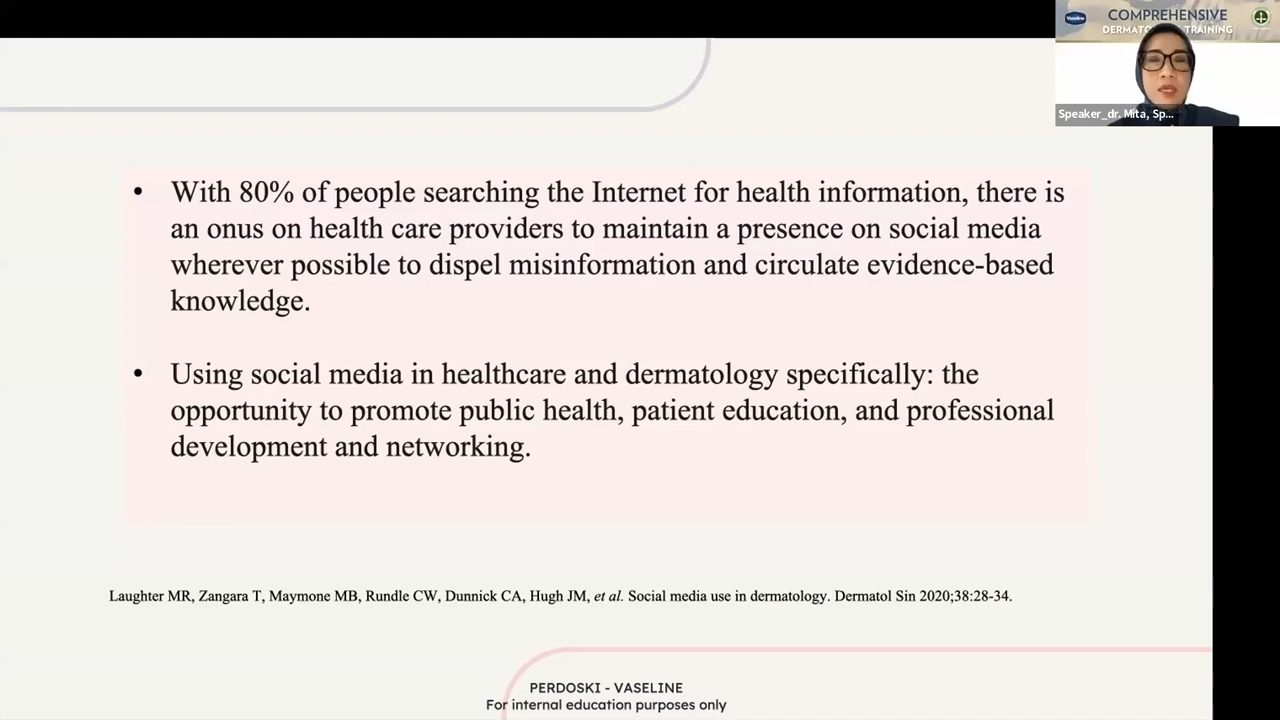 Vaseline
COMPREHENSIVE
TRAINING
Speaker_dr. Mita, Sp...
• With 80% of people searching the Internet for health information, there is
an onus on health care providers to maintain a presence on social media
wherever possible to dispel misinformation and circulate evidence-based
knowledge.
• Using social media in healthcare and dermatology specifically: the
opportunity to promote public health, patient education, and professional
development and networking.
Laughter MR, Zangara T, Maymone MB, Rundle CW, Dunnick CA, Hugh JM, et al. Social media use in dermatology. Dermatol Sin 2020;38:28-34.
PERDOSKI - VASELINE
For internal education purposes only